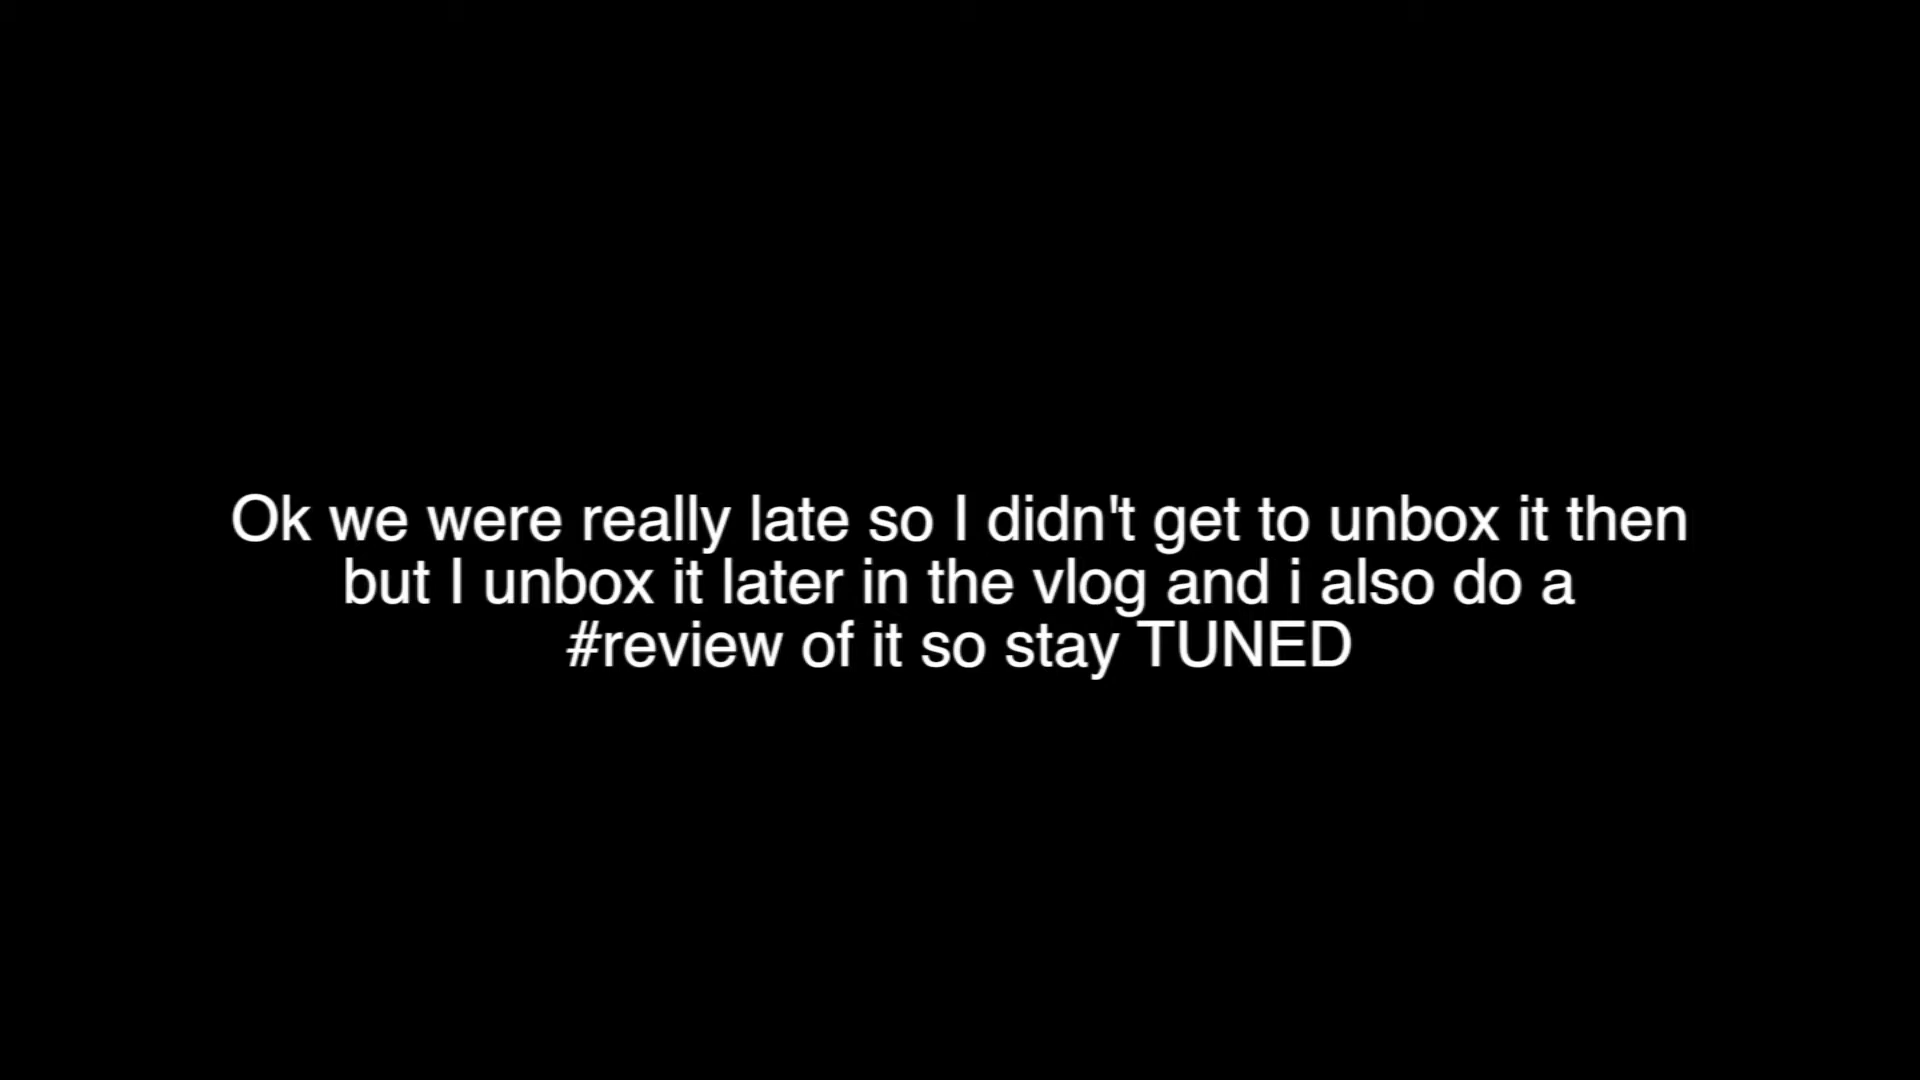 Ok we were really late so I didn't get to unbox it then
but I unbox it later in the vlog and i also do a
#review of it so stay TUNED